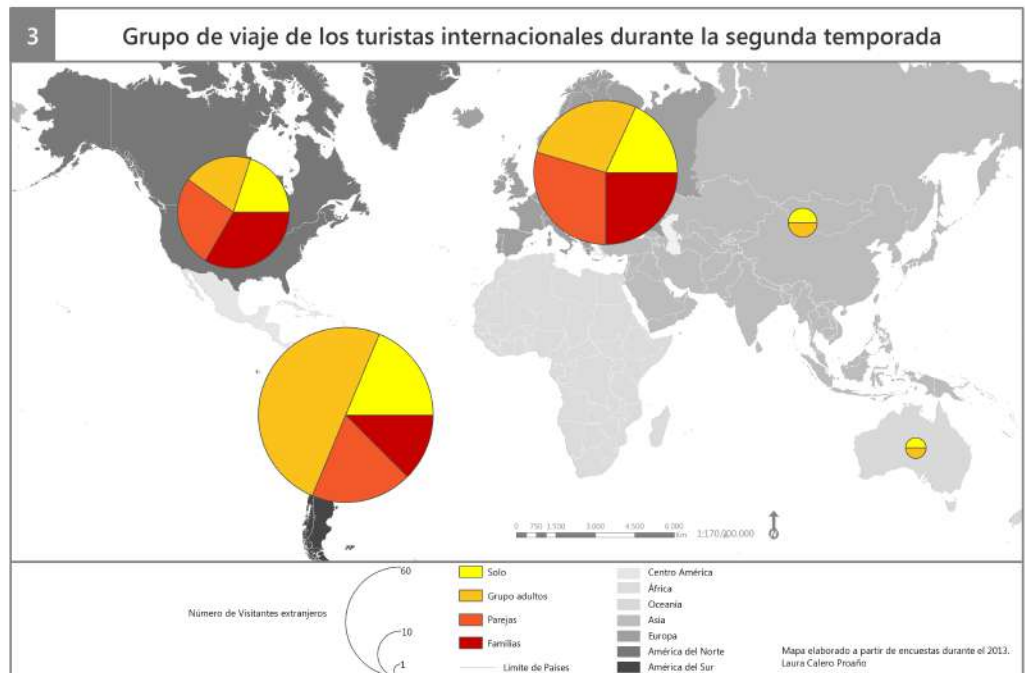 3
Grupo de viaje de los turistas internacionales durante la segunda temporada
0 750 1.500 3.000 4.500 6.000
Km
1:170.000.000
N
Número de Visitantes extranjeros
60
10
1
Solo
Grupo adultos
Parejas
Familias
Limite de Paises
Centro América
África
Oceania
Asia
Europa
América del Norte
América del Sur
Mapa elaborado a partir de encuestas durante el 2013.
Laura Calero Proaño